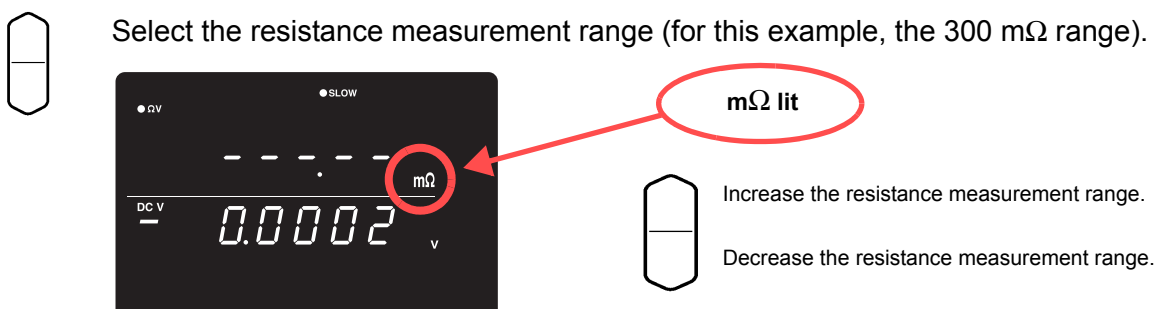 Select the resistance measurement range (for this example, the 300 mΩ range).
●SLOW
●ΩV
mΩ lit
- - -.- -
mΩ
DC V
0.0002
V
Increase the resistance measurement range.
Decrease the resistance measurement range.